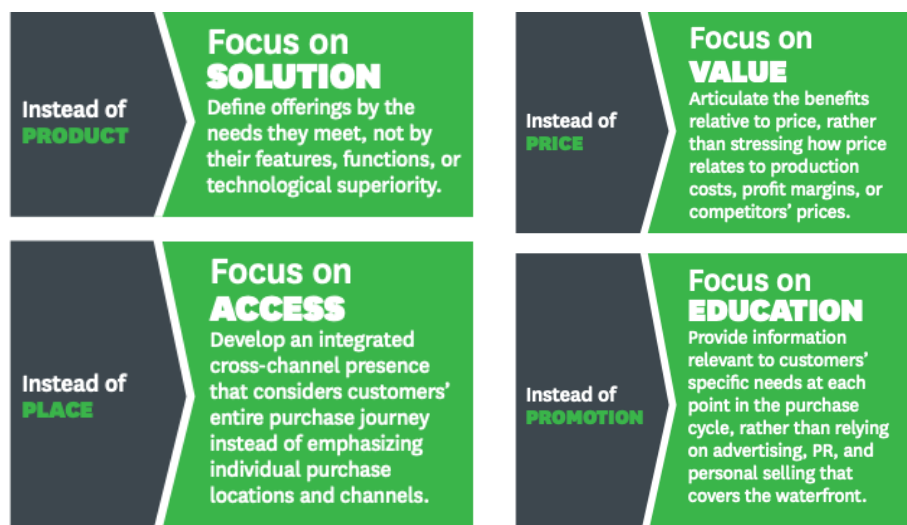 Instead of
PRODUCT
Focus on
SOLUTION
Define offerings by the
needs they meet, not by
their features, functions, or
technological superiority.
Instead of
PRICE
Focus on
VALUE
Articulate the benefits
relative to price, rather
than stressing how price
relates to production
costs, profit margins, or
competitors’ prices.
Instead of
PLACE
Focus on
ACCESS
Develop an integrated
cross-channel presence
that considers customers’
entire purchase journey
instead of emphasizing
individual purchase
locations and channels.
Instead of
PROMOTION
Focus on
EDUCATION
Provide information
relevant to customers’
specific needs at each
point in the purchase
cycle, rather than relying
on advertising, PR, and
personal selling that
covers the waterfront.